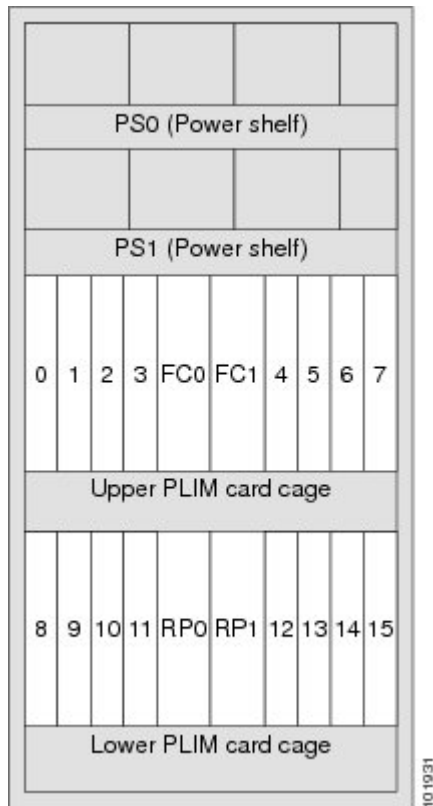 PS0 (Power shelf)
PS1 (Power shelf)
0 1 2 3 FC0 FC1 4 5 6 7
Upper PLIM card cage
8 9 10 11 RP0 RP1 12 13 14 15
Lower PLIM card cage
101931